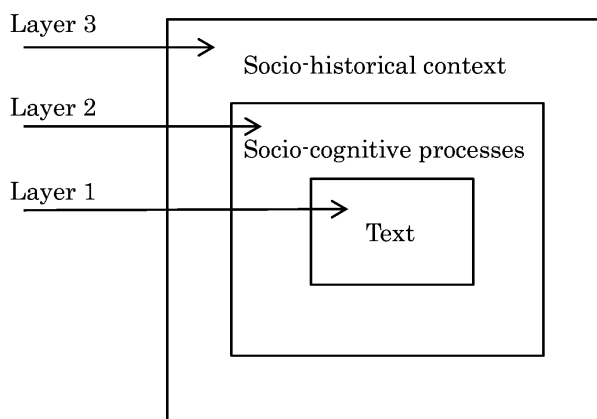 Layer 3
Socio-historical context
Layer 2
Socio-cognitive processes
Layer 1
Text